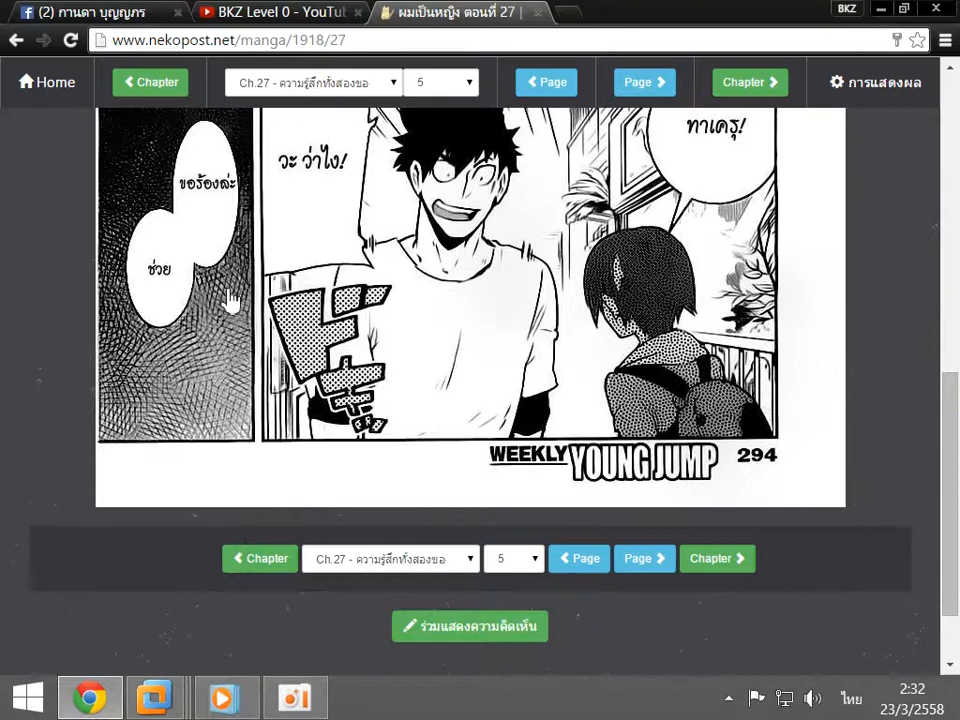 (2) กานดา บุญญภร
BKZ Level 0 - YouTub
ผมเป็นหญิง ตอนที่ 27 |
BKZ
www.nekopost.net/manga/1918/27
Home
Chapter
Ch.27 - ความรู้สึกทั้งสองขอ
5
Page
Page
Chapter
การแสดงผล
ทาเครุ!
วะ ว่าไง!
ขอร้องล่ะ
ช่วย
WEEKLY YOUNG JUMP 294
Chapter
Ch.27 - ความรู้สึกทั้งสองขอ
5
Page
Page
Chapter
ร่วมแสดงความคิดเห็น
ไทย
2:32
23/3/2558